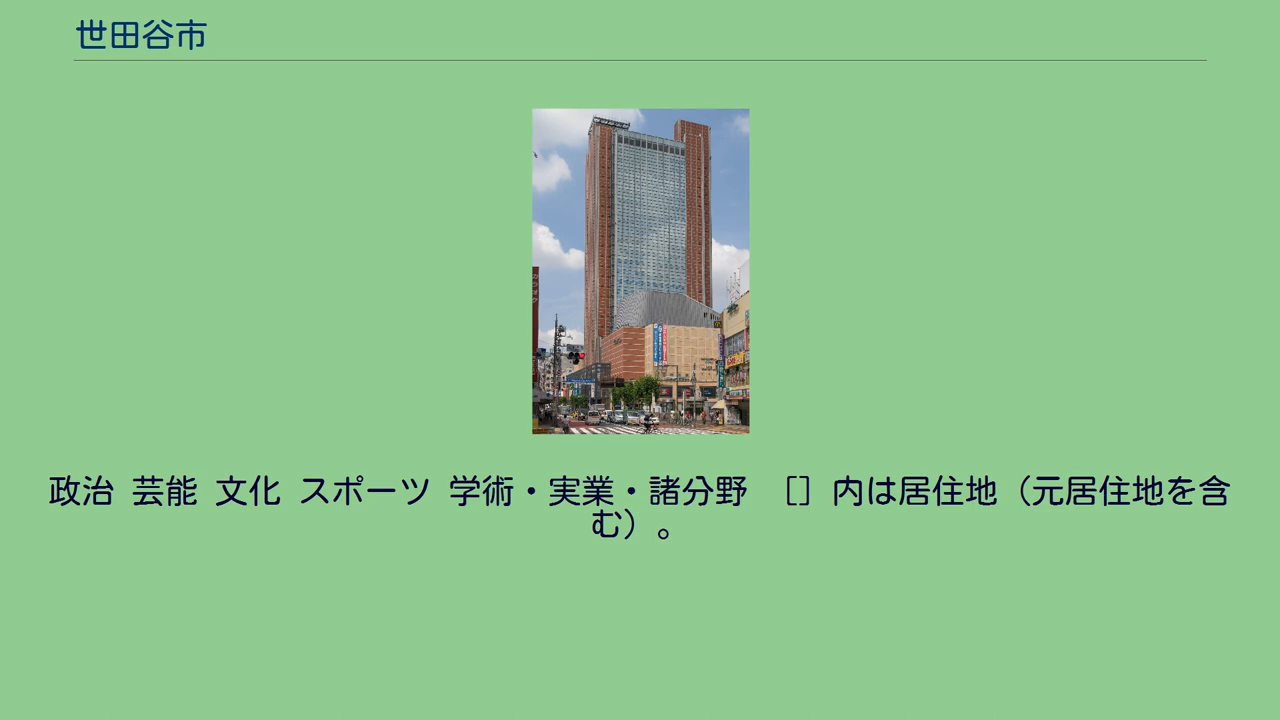 世田谷市
政治 芸能 文化 スポーツ 学術・実業・諸分野 ［］内は居住地（元居住地を含
む）。